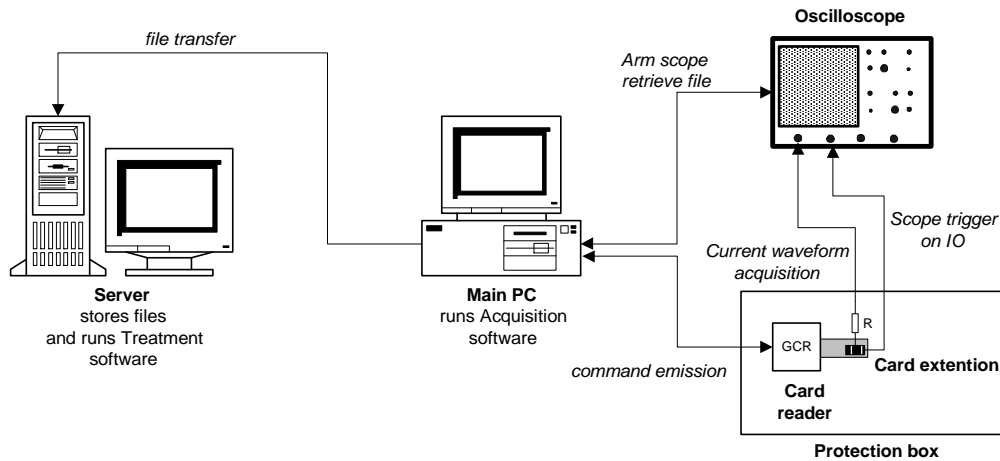 Oscilloscope
file transfer
Arm scope
retrieve file
Scope trigger
on IO
Current waveform
acquisition
Server
stores files
and runs Treatment
software
Main PC
runs Acquisition
software
R
GCR
command emission
Card extention
Card
reader
Protection box